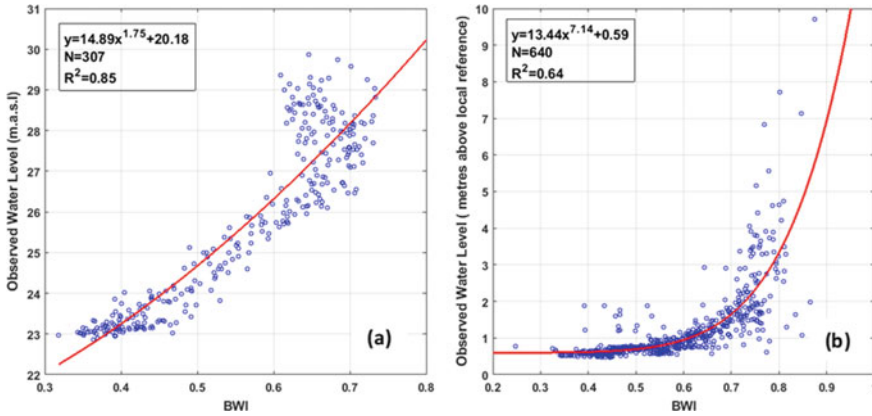 y=14.89x^1.75+20.18
N=307
R²=0.85
Observed Water Level (m.a.s.l)
31
30
29
28
27
26
25
24
23
22
0.3 0.4 0.5 0.6 0.7 0.8
BWI
(a)
y=13.44x^7.14+0.59
N=640
R²=0.64
Observed Water Level ( metres above local reference)
10
9
8
7
6
5
4
3
2
1
0
0.2 0.3 0.4 0.5 0.6 0.7 0.8 0.9
BWI
(b)